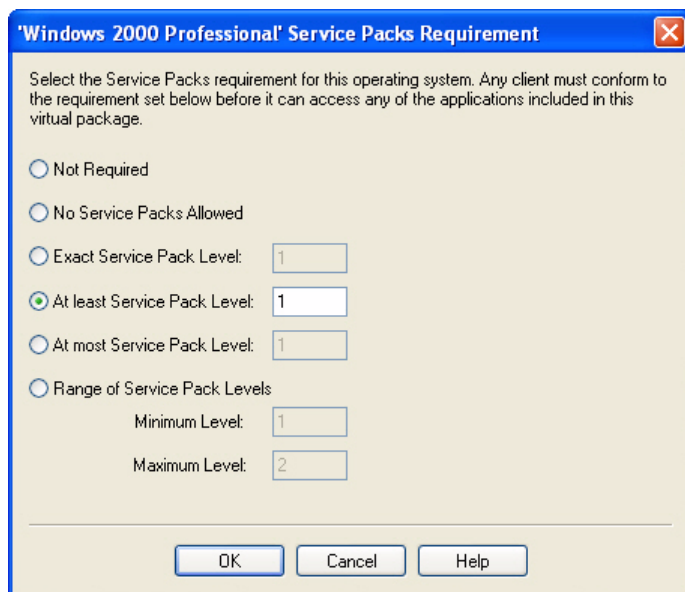 'Windows 2000 Professional' Service Packs Requirement
Select the Service Packs requirement for this operating system. Any client must conform to
the requirement set below before it can access any of the applications included in this
virtual package.
Not Required
No Service Packs Allowed
Exact Service Pack Level: 1
At least Service Pack Level: 1
At most Service Pack Level: 1
Range of Service Pack Levels
Minimum Level: 1
Maximum Level: 2
OK Cancel Help